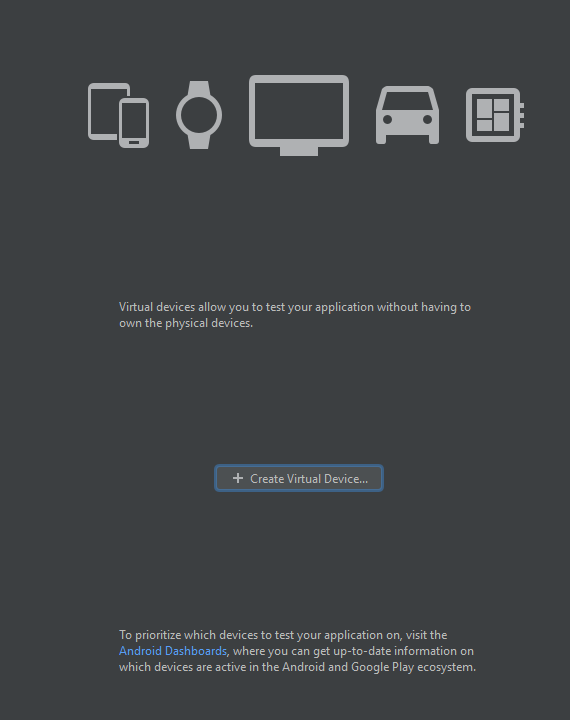 Virtual devices allow you to test your application without having to
own the physical devices.
Create Virtual Device...
To prioritize which devices to test your application on, visit the
Android Dashboards, where you can get up-to-date information on
which devices are active in the Android and Google Play ecosystem.